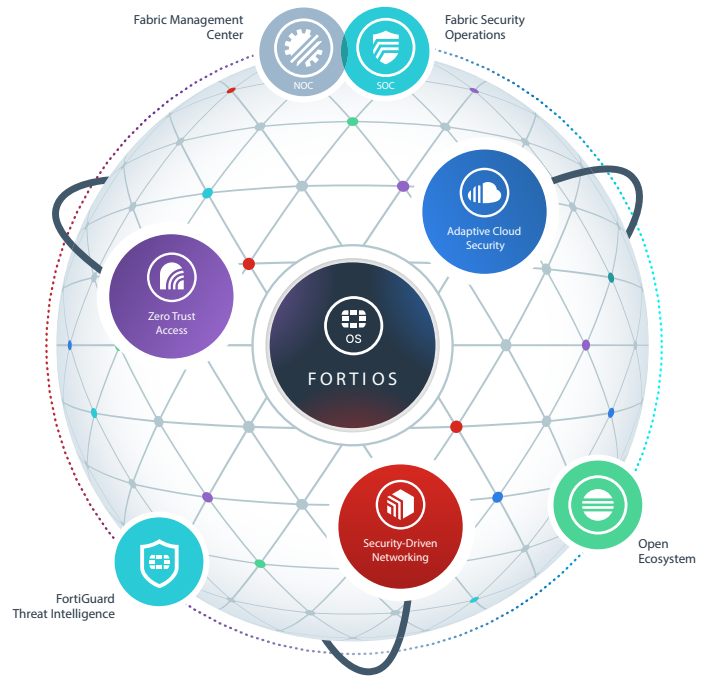 Fabric Management
Center
NOC
SOC
Fabric Security
Operations
Adaptive Cloud
Security
Zero Trust
Access
OS
FORTIOS
Security-Driven
Networking
Open
Ecosystem
FortiGuard
Threat Intelligence